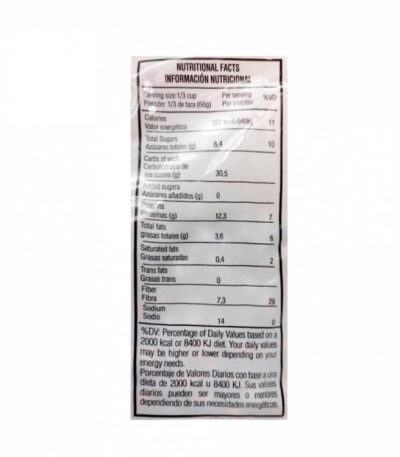 NUTRITIONAL FACTS
INFORMACIÓN NUTRICIONAL
Serving size:1/3 cup Per serving %VD
Porción: 1/3 de taza (60g) Por porción
Calories
Valor energético 11
Total Sugars
Azúcares totales (g) 6,4 10
Carbs of wich
Carbohidratos de
los cuales (g) 30,5
Added sugars
Azúcares añadidos (g) 0
Proteins
Proteínas (g) 12,3 7
Total fats
grasas totales (g) 3,6 6
Saturated fats
Grasas saturadas 0,4 2
Trans fats
Grasas trans 0
Fiber
Fibra 7,3 29
Sodium
Sodio 14 0
%DV: Percentage of Daily Values based on a
2000 kcal or 8400 KJ diet. Your daily values
may be higher or lower depending on your
energy needs.
Porcentaje de Valores Diarios con base a una
dieta de 2000 kcal u 8400 KJ. Sus valores
diarios pueden ser mayores o menores
dependiendo de sus necesidades energéticas.